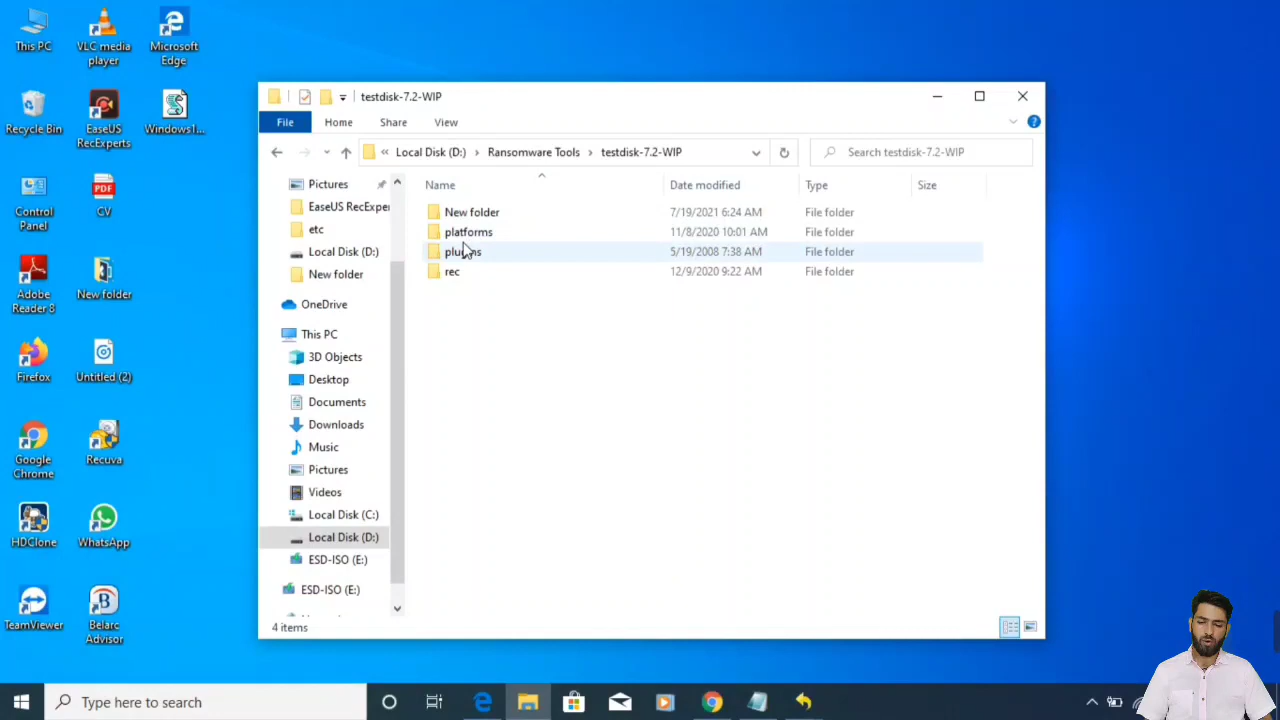 This PC
VLC media
player
Microsoft
Edge
Recycle Bin
EaseUS
RecExperts
Windows1...
Control
Panel
PDF
CV
Adobe
Reader 8
New folder
Firefox
Untitled (2)
Google
Chrome
Recuva
HDClone
WhatsApp
TeamViewer
Belarc
Advisor
testdisk-7.2-WIP
File Home Share View
« Local Disk (D:) › Ransomware Tools › testdisk-7.2-WIP
Search testdisk-7.2-WIP
Name Date modified Type Size
New folder 7/19/2021 6:24 AM File folder
platforms 11/8/2020 10:01 AM File folder
5/19/2008 7:38 AM File folder
rec 12/9/2020 9:22 AM File folder
Pictures
EaseUS RecExper
etc
Local Disk (D:)
New folder
OneDrive
This PC
3D Objects
Desktop
Documents
Downloads
Music
Pictures
Videos
Local Disk (C:)
Local Disk (D:)
ESD-ISO (E:)
ESD-ISO (E:)
4 items
Type here to search